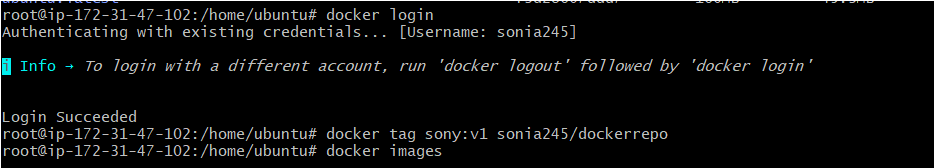 root@ip-172-31-47-102:/home/ubuntu# docker login
Authenticating with existing credentials... [Username: sonia245]
i Info → To login with a different account, run 'docker logout' followed by 'docker login'
Login Succeeded
root@ip-172-31-47-102:/home/ubuntu# docker tag sony:v1 sonia245/dockerrepo
root@ip-172-31-47-102:/home/ubuntu# docker images